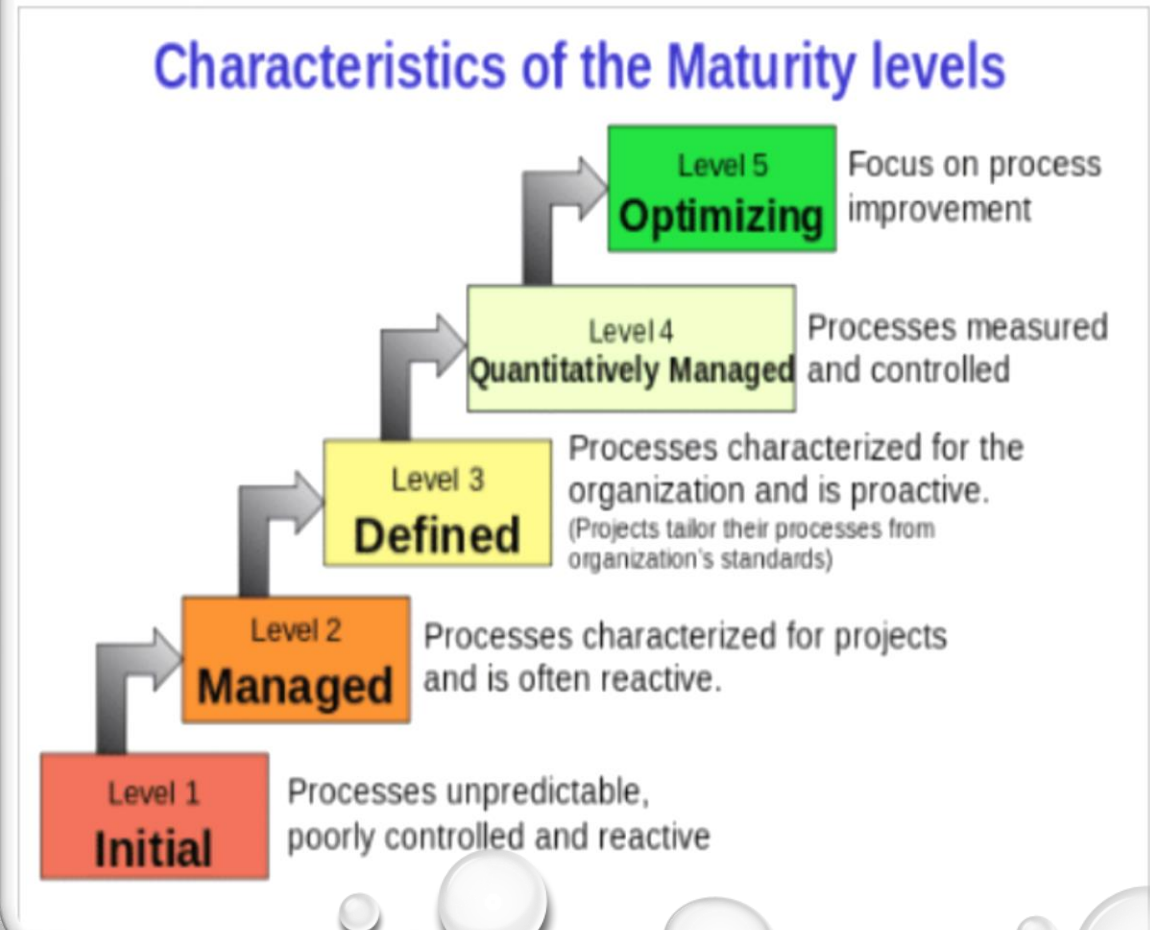 Characteristics of the Maturity levels
Level 5
Optimizing
Focus on process
improvement
Level 4
Quantitatively Managed
Processes measured
and controlled
Level 3
Defined
Processes characterized for the
organization and is proactive.
(Projects tailor their processes from
organization's standards)
Level 2
Managed
Processes characterized for projects
and is often reactive.
Level 1
Initial
Processes unpredictable,
poorly controlled and reactive